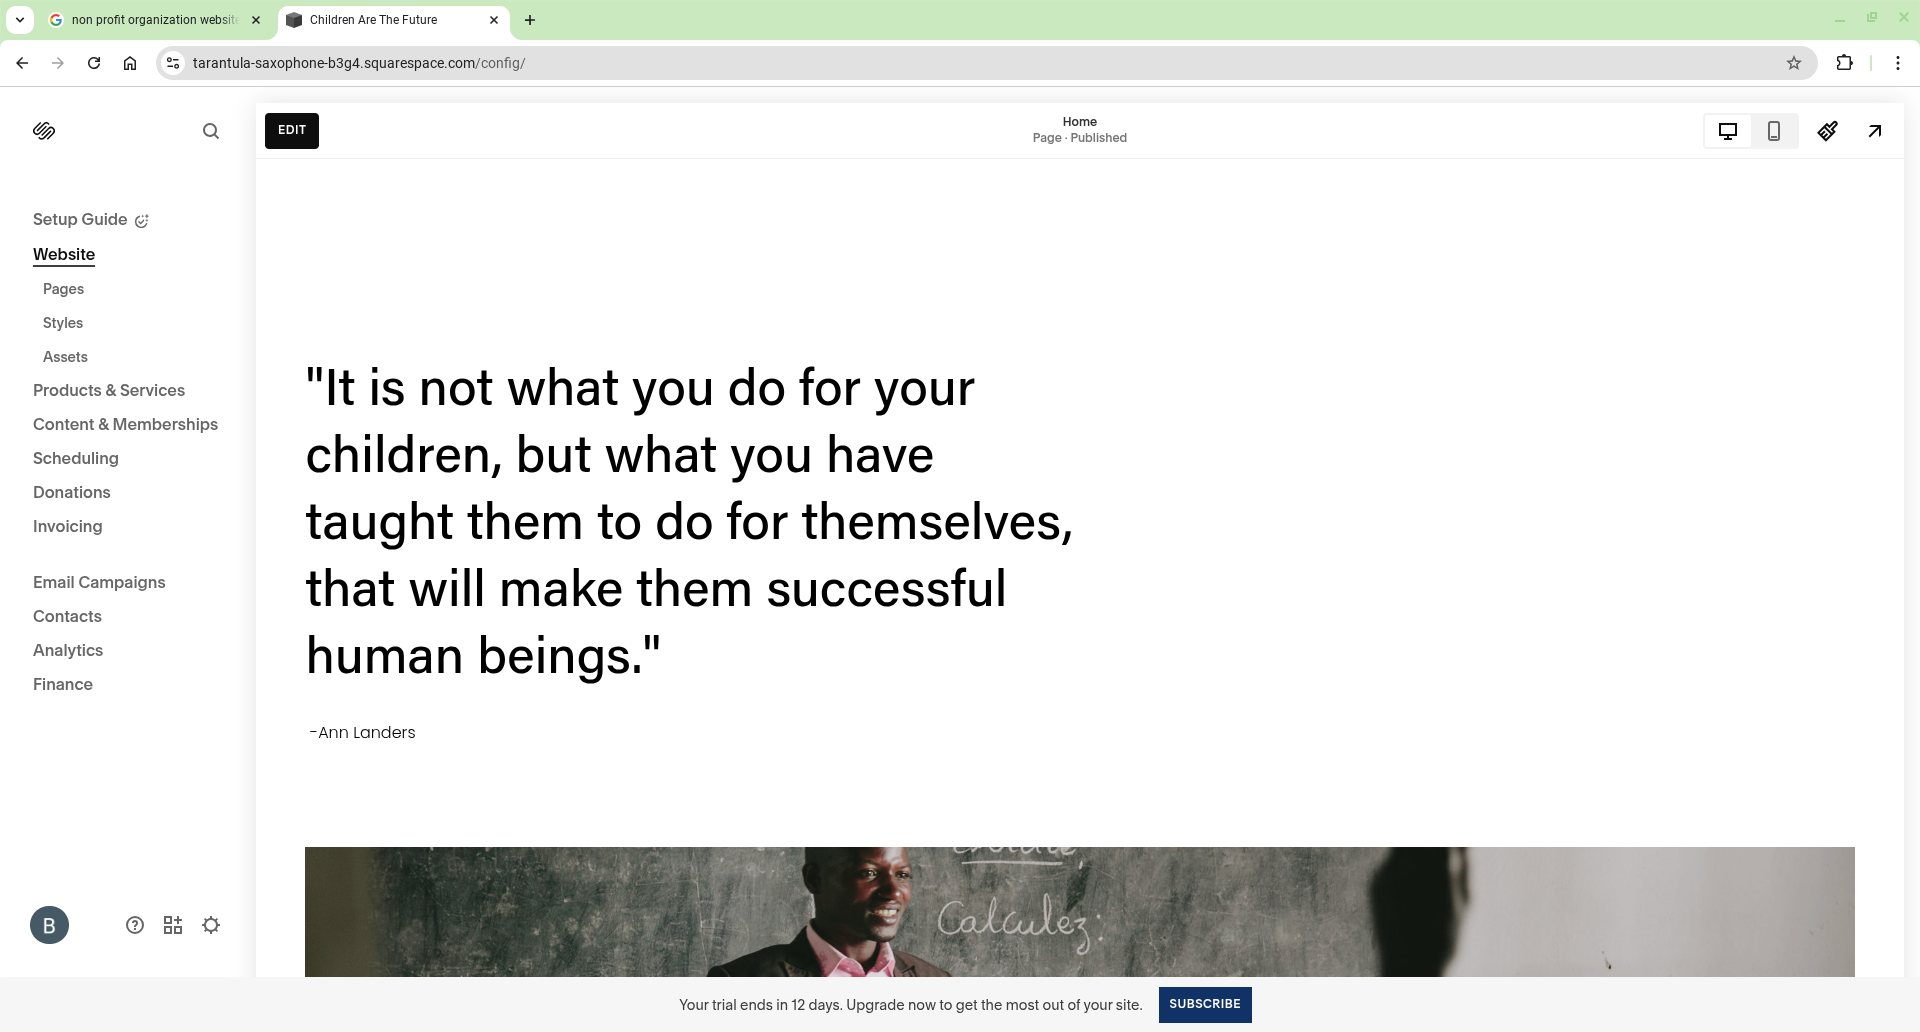 non profit organization website
Children Are The Future
tarantula-saxophone-b3g4.squarespace.com/config/
EDIT
Home
Page · Published
Setup Guide
Website
Pages
Styles
Assets
Products & Services
Content & Memberships
Scheduling
Donations
Invoicing
Email Campaigns
Contacts
Analytics
Finance
B
"It is not what you do for your
children, but what you have
taught them to do for themselves,
that will make them successful
human beings."
-Ann Landers
Calculez:
Your trial ends in 12 days. Upgrade now to get the most out of your site.
SUBSCRIBE